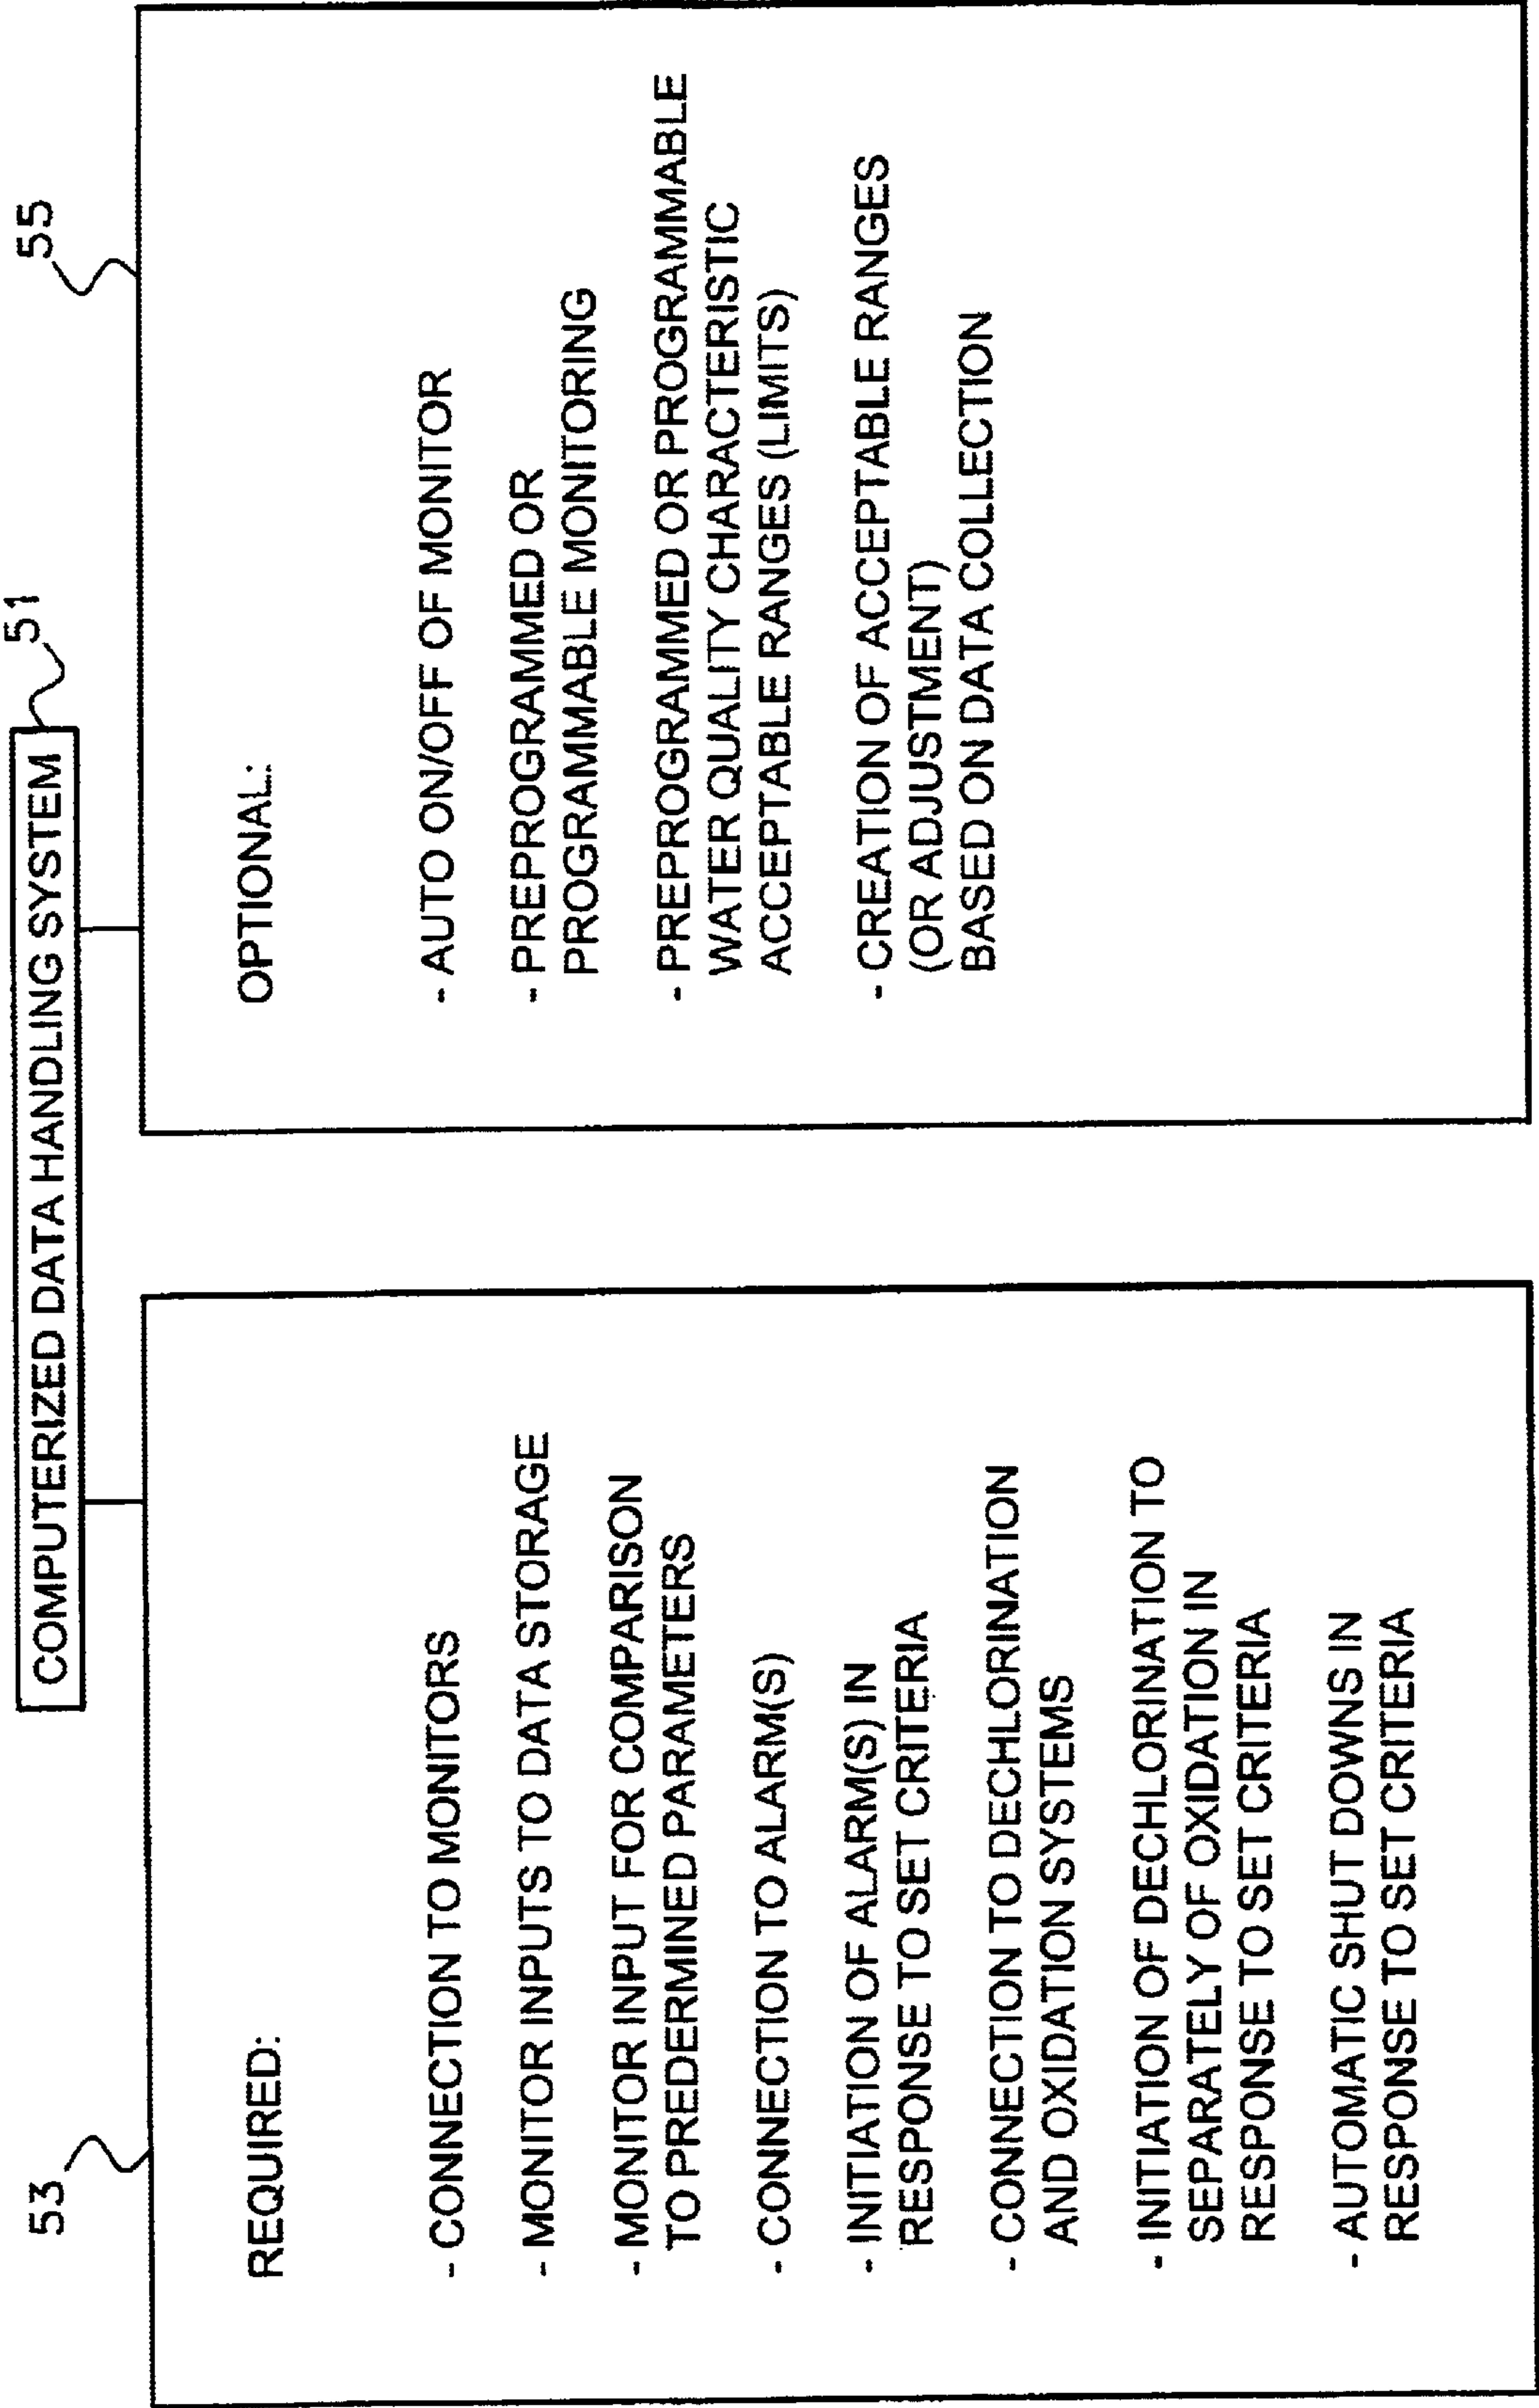 COMPUTERIZED DATA HANDLING SYSTEM
51
53
REQUIRED:
- CONNECTION TO MONITORS
- MONITOR INPUTS TO DATA STORAGE
- MONITOR INPUT FOR COMPARISON
TO PREDERMINED PARAMETERS
- CONNECTION TO ALARM(S)
- INITIATION OF ALARM(S) IN
RESPONSE TO SET CRITERIA
- CONNECTION TO DECHLORINATION
AND OXIDATION SYSTEMS
- INITIATION OF DECHLORINATION TO
SEPARATELY OF OXIDATION IN
RESPONSE TO SET CRITERIA
- AUTOMATIC SHUT DOWNS IN
RESPONSE TO SET CRITERIA
55
OPTIONAL:
- AUTO ON/OFF OF MONITOR
- PREPROGRAMMED OR
PROGRAMMABLE MONITORING
- PREPROGRAMMED OR PROGRAMMABLE
WATER QUALITY CHARACTERISTIC
ACCEPTABLE RANGES (LIMITS)
- CREATION OF ACCEPTABLE RANGES
(OR ADJUSTMENT)
BASED ON DATA COLLECTION